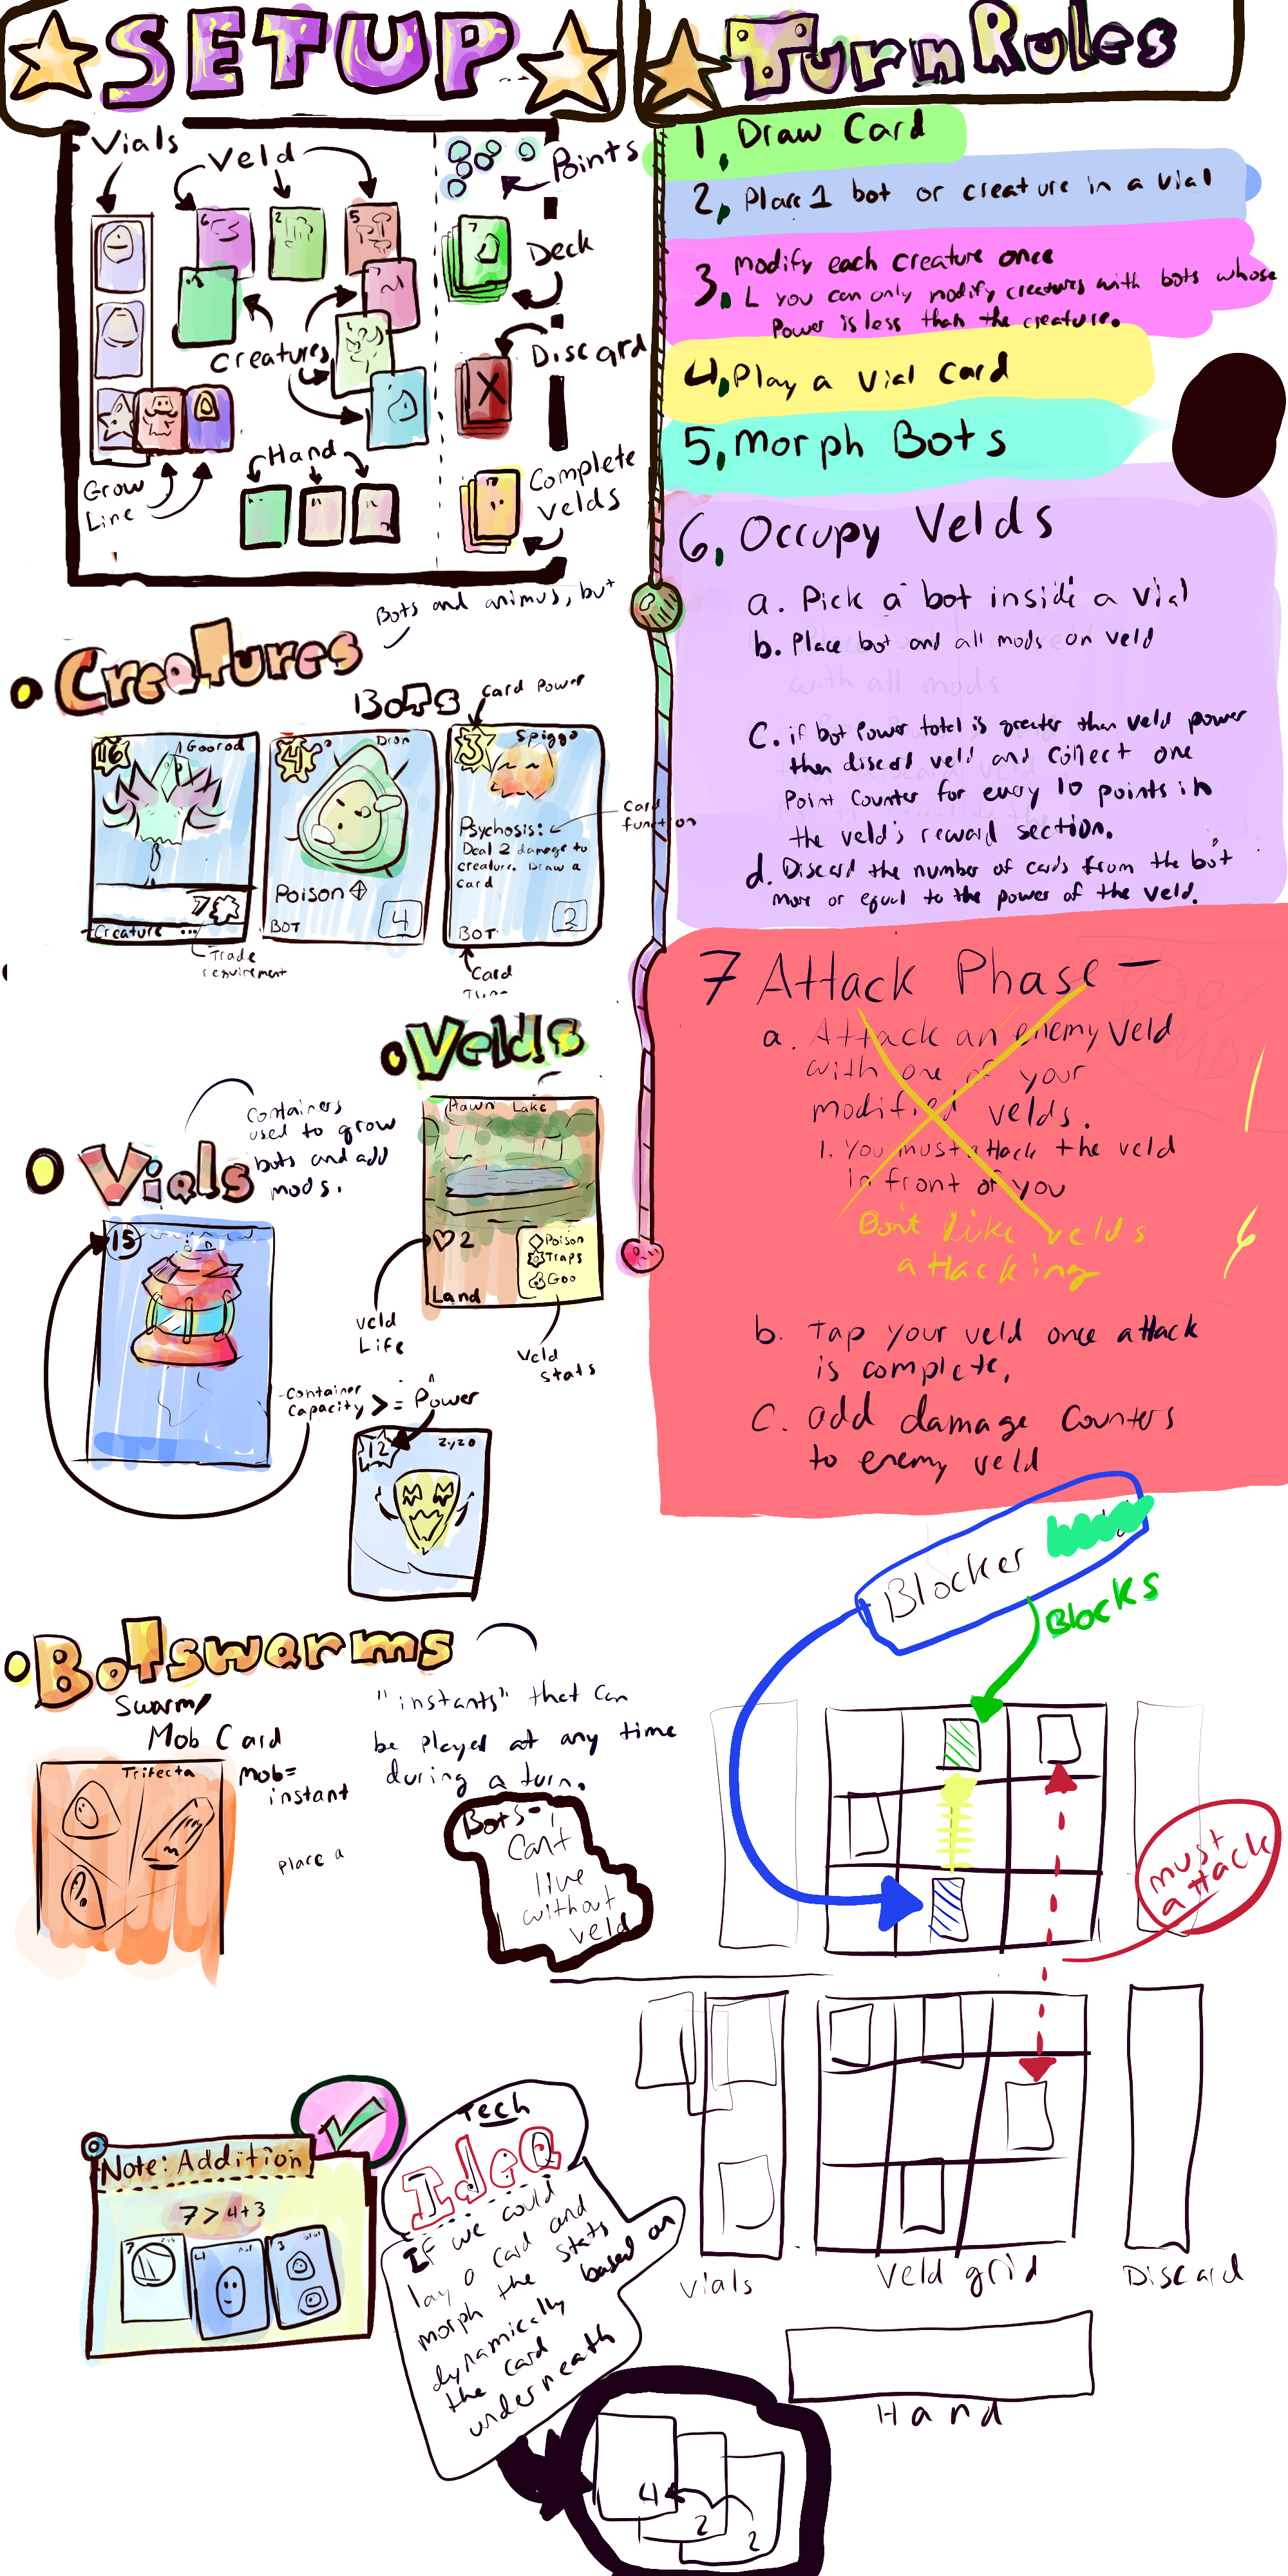 SETUP
Vials
Veld
Points
6
2
5
7
Deck
Creatures
Discard
X
Hand
Grow
Line
Complete
Velds
Bots and animus, but
Creatures
Bots
Card Power
16
Goorod
7
Creature ...
Trade
requirement
4
Dron
Poison
BOT
4
3
Spiggo
Psychosis:
Deal 2 damage to
creature. Draw a
card
BOT
2
Card
function
Card
Velds
Containers
used to grow
bots and add
mods.
Vials
15
Lake
2
Poison
Traps
Goo
Land
Veld
Life
Veld
Stats
Container
Capacity >= Power
12
Zyzo
Botswarms
Swarm/
Mob Card
Mob=
instant
Trifecta
place a
"instants" that can
be played at any time
during a turn.
Bots-
Can't
live
without
veld
Note: Addition
7 > 4+3
7
4
3
Tech
Idea
If we could
lay a card and
morph the stats
dynamically based on
the card
underneath
4
2
2
Turn Rules
1. Draw Card
2. Place 1 bot or creature in a vial
3. modify each creature once
L you can only modify creatures with bots whose
Power is less than the creature.
4. Play a Vial Card
5. Morph Bots
6. Occupy Velds
a. Pick a bot inside a vial
b. Place bot and all mods on veld
with all mods
C. if bot Power total is greater than veld power
then discard veld and collect one
Point Counter for every 10 points in
the veld's reward section.
d. Discard the number of cards from the bot
more or equal to the power of the veld.
7 Attack Phase -
a. Attack an enemy Veld
with one of your
modified velds.
1. You must attack the veld
in front of you
Don't Like velds
attacking
6
b. Tap your veld once attack
is complete.
C. add damage counters
to enemy veld
Blocker
Blocks
must
attack
Vials
Veld grid
Discard
Hand